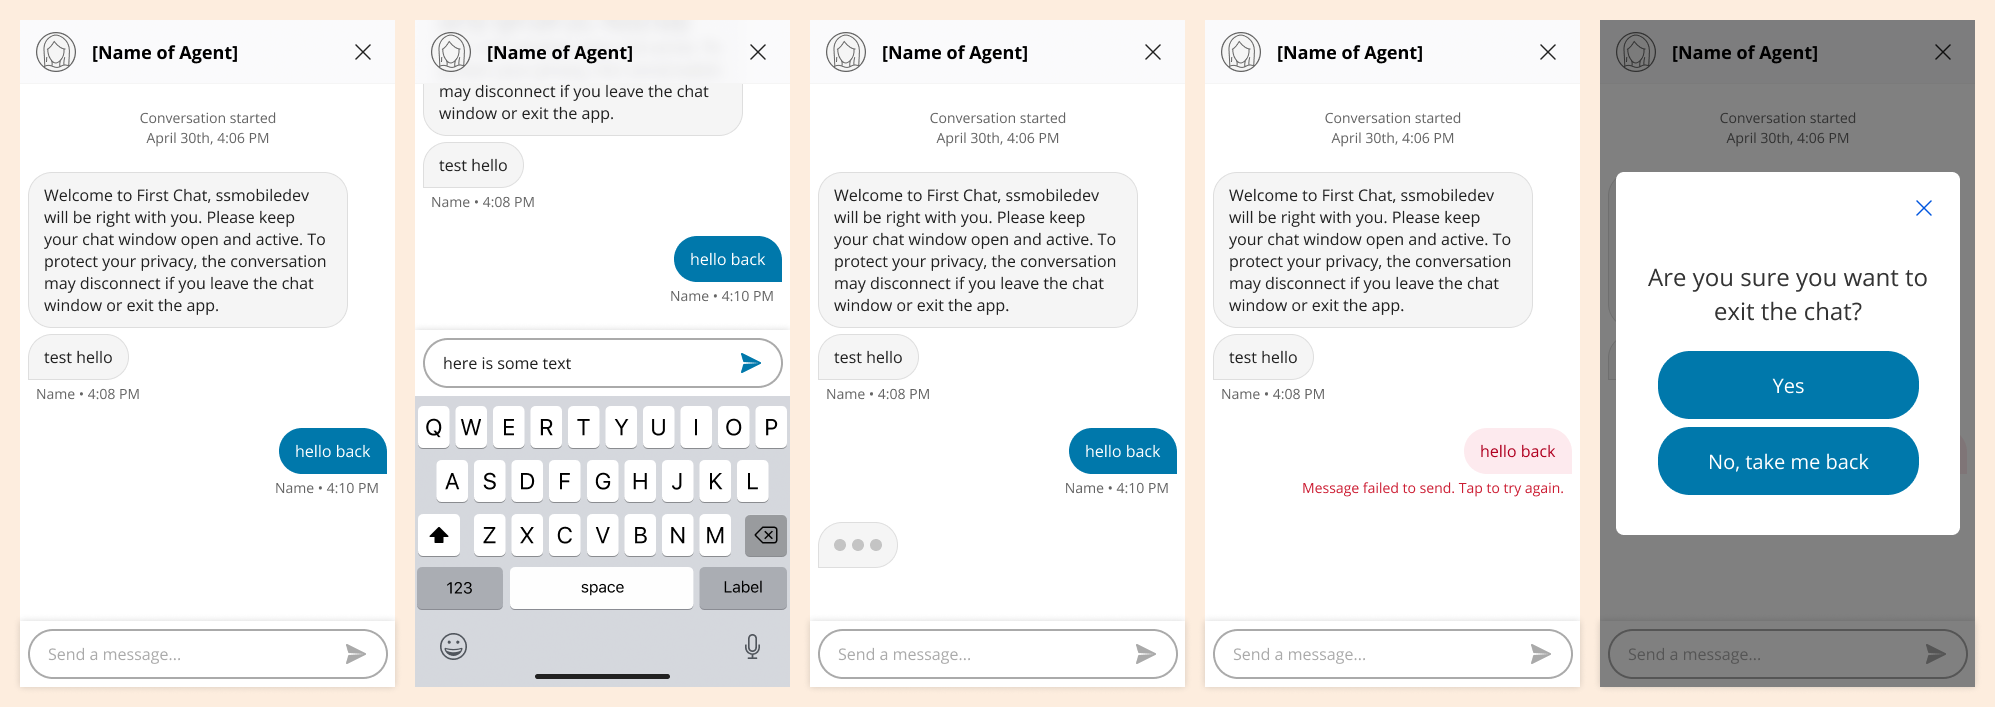 [Name of Agent]
Conversation started
April 30th, 4:06 PM
Welcome to First Chat, ssmobiledev
will be right with you. Please keep
your chat window open and active. To
protect your privacy, the conversation
may disconnect if you leave the chat
window or exit the app.
test hello
Name • 4:08 PM
hello back
Name • 4:10 PM
Send a message...
[Name of Agent]
may disconnect if you leave the chat
window or exit the app.
test hello
Name • 4:08 PM
hello back
Name • 4:10 PM
here is some text
Q W E R T Y U I O P
A S D F G H J K L
Z X C V B N M
123 space Label
[Name of Agent]
Conversation started
April 30th, 4:06 PM
Welcome to First Chat, ssmobiledev
will be right with you. Please keep
your chat window open and active. To
protect your privacy, the conversation
may disconnect if you leave the chat
window or exit the app.
test hello
Name • 4:08 PM
hello back
Name • 4:10 PM
Send a message...
[Name of Agent]
Conversation started
April 30th, 4:06 PM
Welcome to First Chat, ssmobiledev
will be right with you. Please keep
your chat window open and active. To
protect your privacy, the conversation
may disconnect if you leave the chat
window or exit the app.
test hello
Name • 4:08 PM
hello back
Message failed to send. Tap to try again.
Send a message...
[Name of Agent]
Conversation started
April 30th, 4:06 PM
Are you sure you want to
exit the chat?
Yes
No, take me back
Send a message...